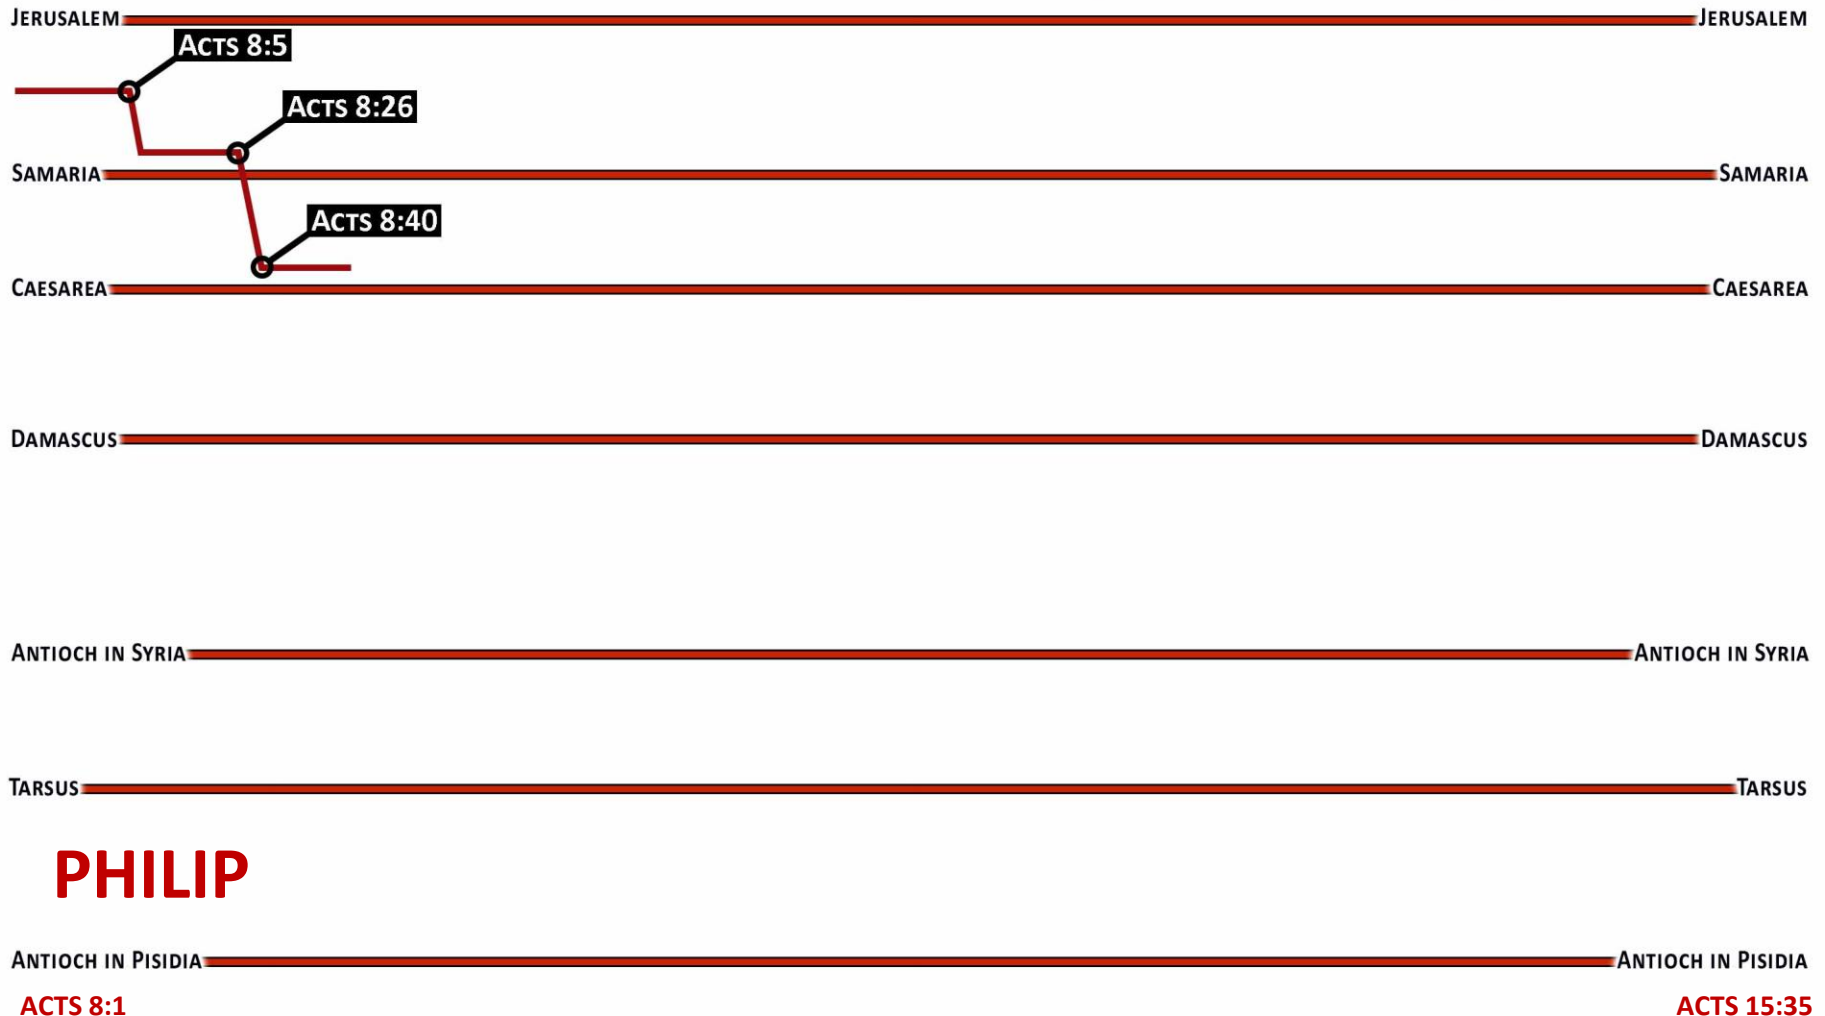 JERUSALEM JERUSALEM
ACTS 8:5
ACTS 8:26
SAMARIA SAMARIA
ACTS 8:40
CAESAREA CAESAREA
DAMASCUS DAMASCUS
ANTIOCH IN SYRIA ANTIOCH IN SYRIA
TARSUS TARSUS
PHILIP
ANTIOCH IN PISIDIA ANTIOCH IN PISIDIA
ACTS 8:1 ACTS 15:35